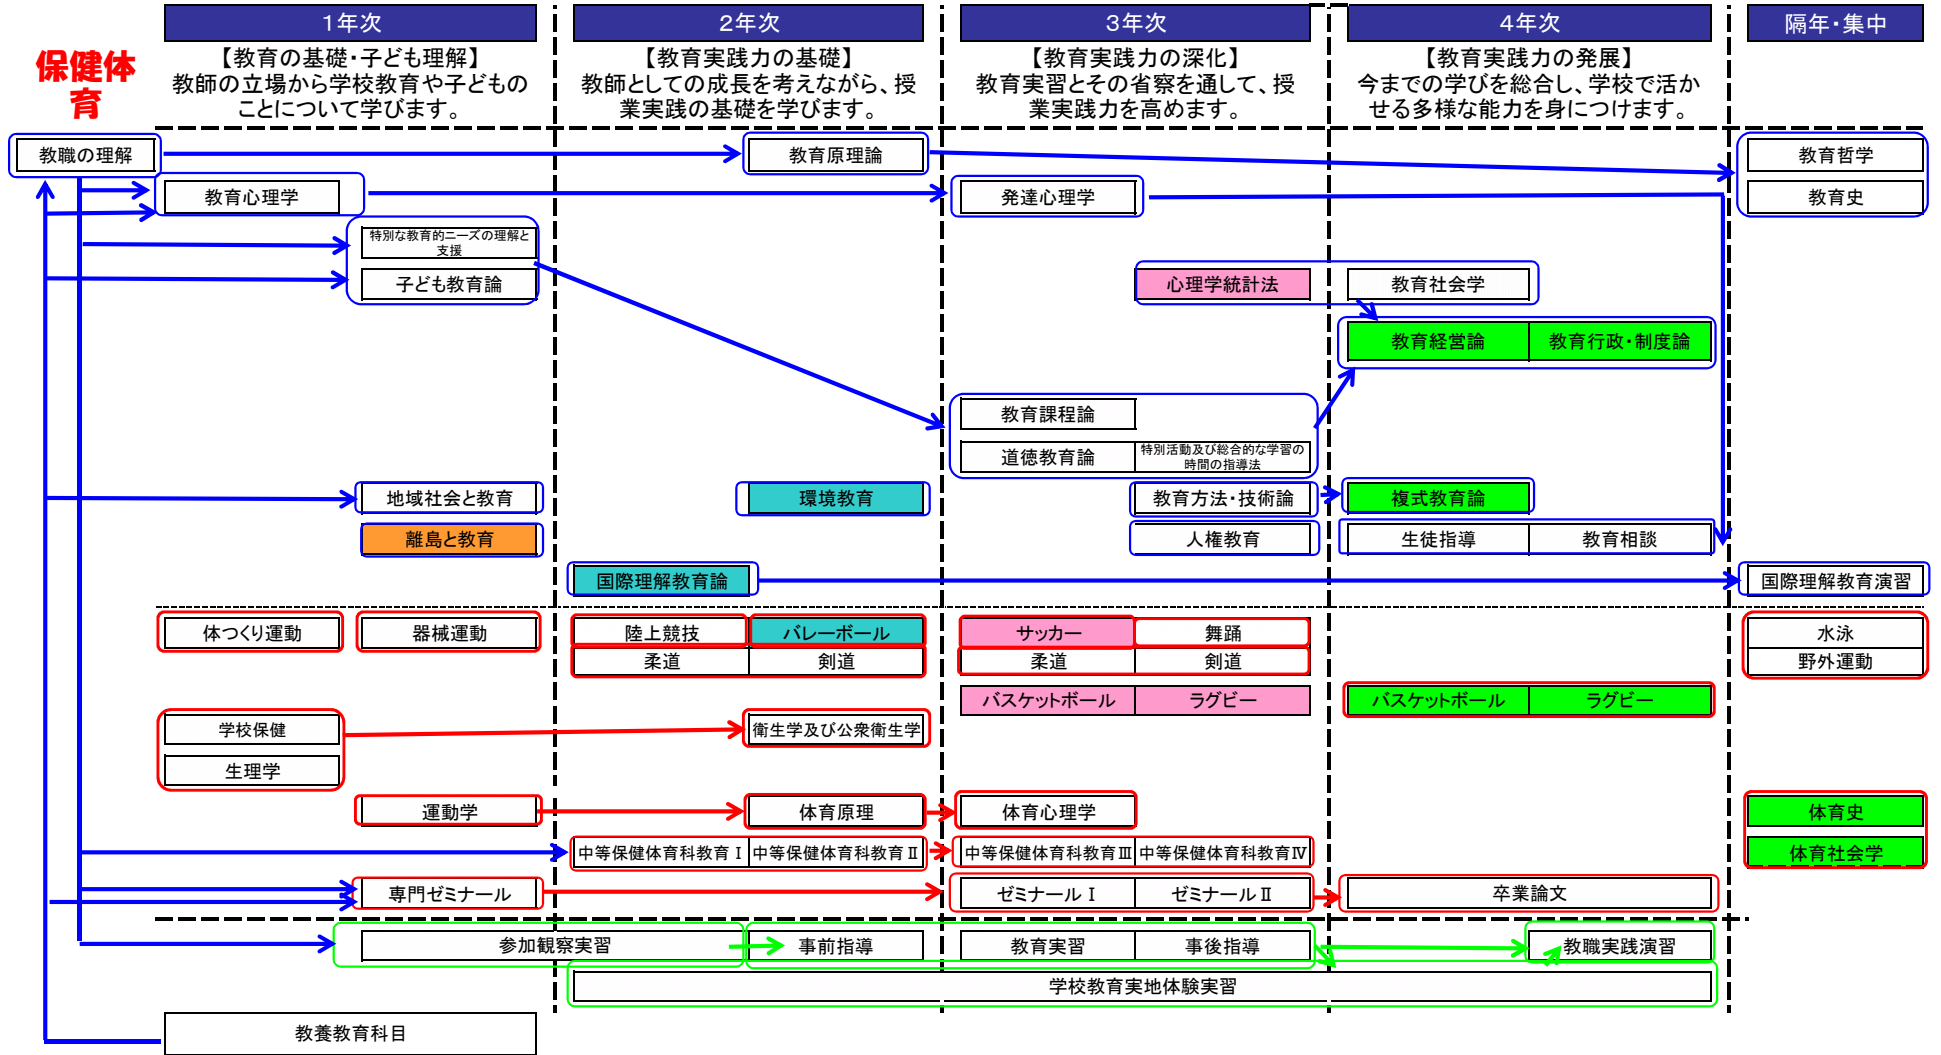 1年次
2年次
3年次
4年次
隔年・集中
保健体
育
【教育の基礎・子ども理解】
教師の立場から学校教育や子どもの
ことについて学びます。
【教育実践力の基礎】
教師としての成長を考えながら、授
業実践の基礎を学びます。
【教育実践力の深化】
教育実習とその省察を通して、授
業実践力を高めます。
【教育実践力の発展】
今までの学びを総合し、学校で活か
せる多様な能力を身につけます。
教職の理解
教育原理論
教育哲学
教育心理学
発達心理学
教育史
特別な教育的ニーズの理解と
支援
子ども教育論
心理学統計法
教育社会学
教育経営論
教育行政・制度論
教育課程論
道徳教育論
特別活動及び総合的な学習の
時間の指導法
地域社会と教育
環境教育
教育方法・技術論
複式教育論
離島と教育
人権教育
生徒指導
教育相談
国際理解教育論
国際理解教育演習
体つくり運動
器械運動
陸上競技
バレーボール
サッカー
舞踊
水泳
柔道
剣道
柔道
剣道
野外運動
バスケットボール
ラグビー
バスケットボール
ラグビー
学校保健
衛生学及び公衆衛生学
生理学
運動学
体育原理
体育心理学
体育史
中等保健体育科教育Ⅰ
中等保健体育科教育Ⅱ
中等保健体育科教育Ⅲ
中等保健体育科教育Ⅳ
体育社会学
専門ゼミナール
ゼミナールⅠ
ゼミナールⅡ
卒業論文
参加観察実習
事前指導
教育実習
事後指導
教職実践演習
学校教育実地体験実習
教養教育科目